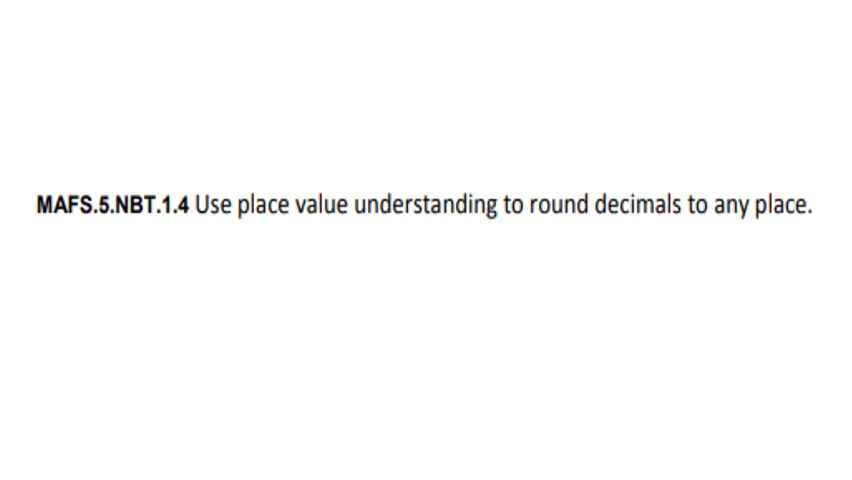 MAFS.5.NBT.1.4 Use place value understanding to round decimals to any place.